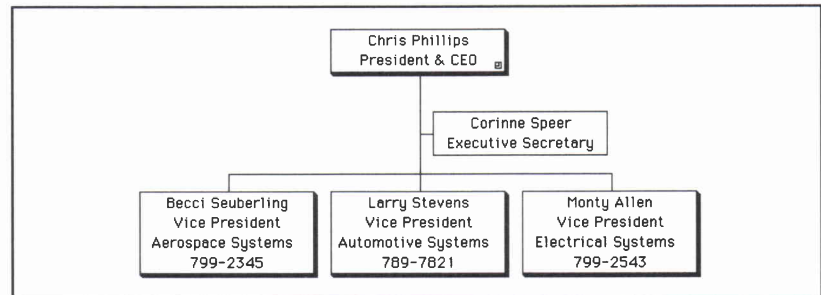 Chris Phillips
President & CEO
Corinne Speer
Executive Secretary
Becci Seuberling
Vice President
Aerospace Systems
799-2345
Larry Stevens
Vice President
Automotive Systems
789-7821
Monty Allen
Vice President
Electrical Systems
799-2543